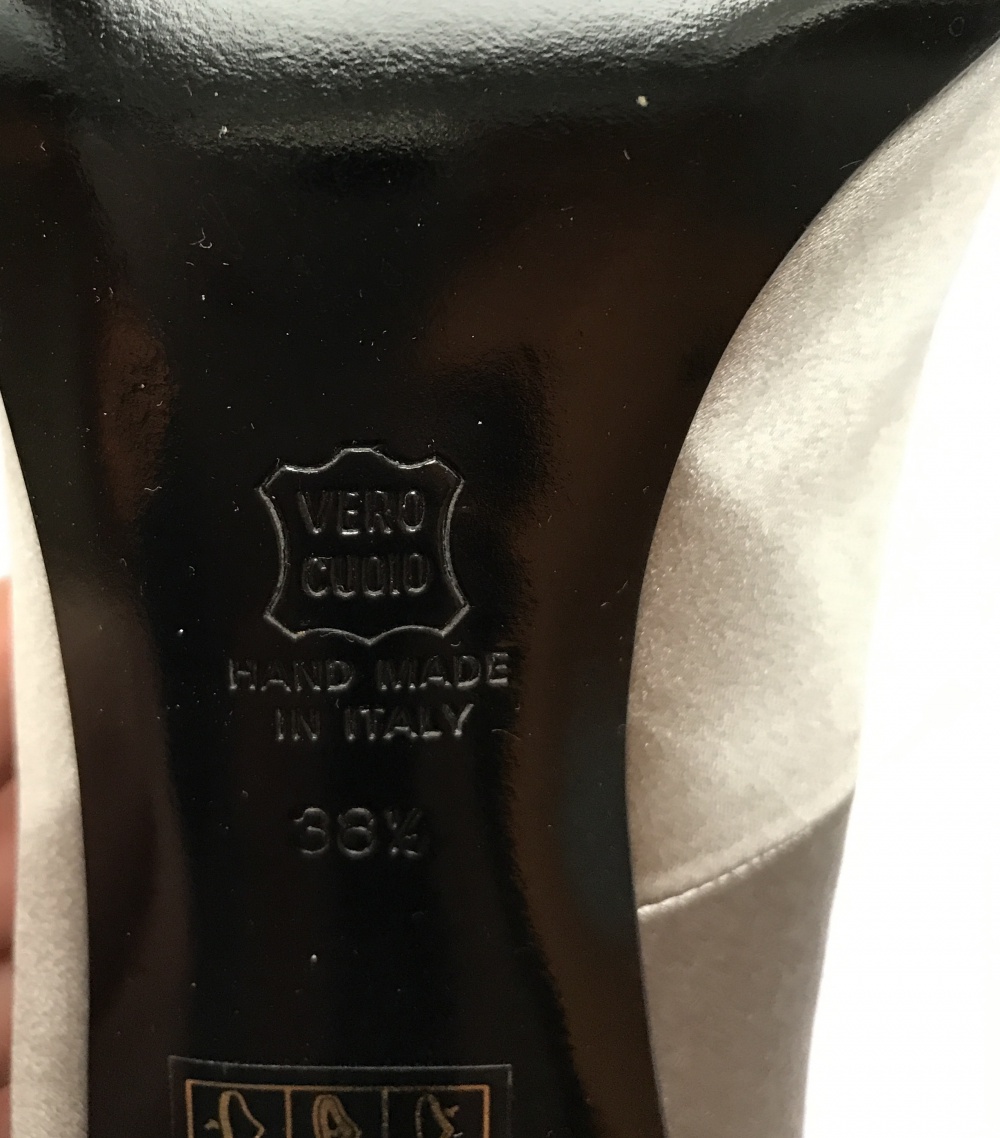 VERO
CUOIO
HAND MADE
IN ITALY
38½